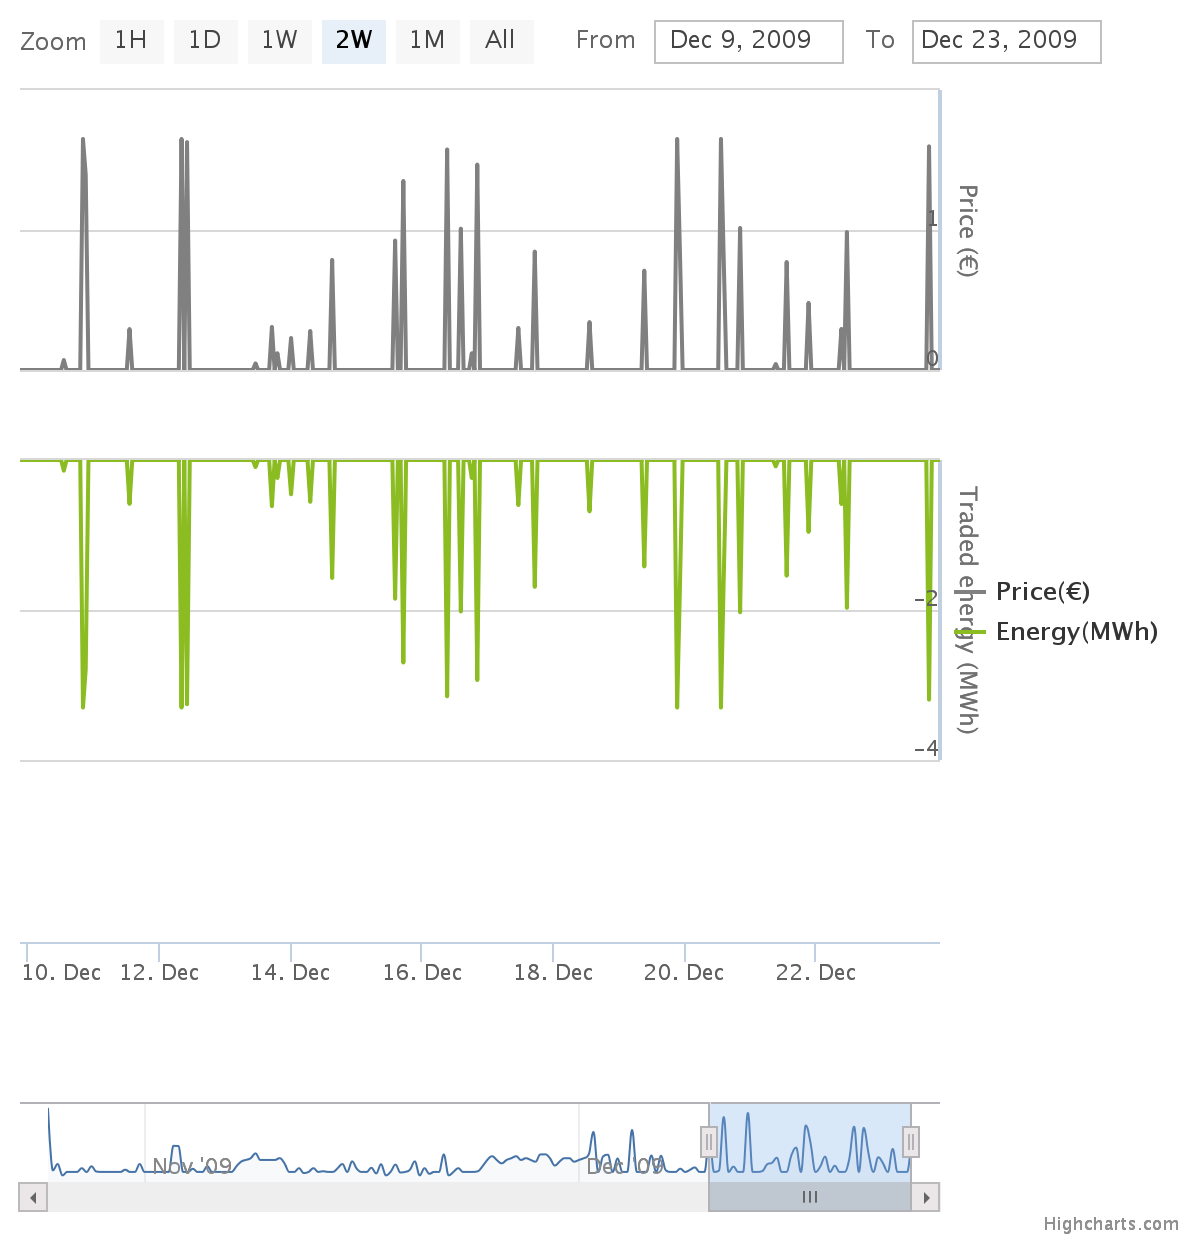 Zoom 1H 1D 1W 2W 1M All From Dec 9, 2009 To Dec 23, 2009
Price (€)
1
0
Traded energy (MWh)
−2
−4
Price(€)
Energy(MWh)
10. Dec 12. Dec 14. Dec 16. Dec 18. Dec 20. Dec 22. Dec
Nov '09 Dec '09
Highcharts.com